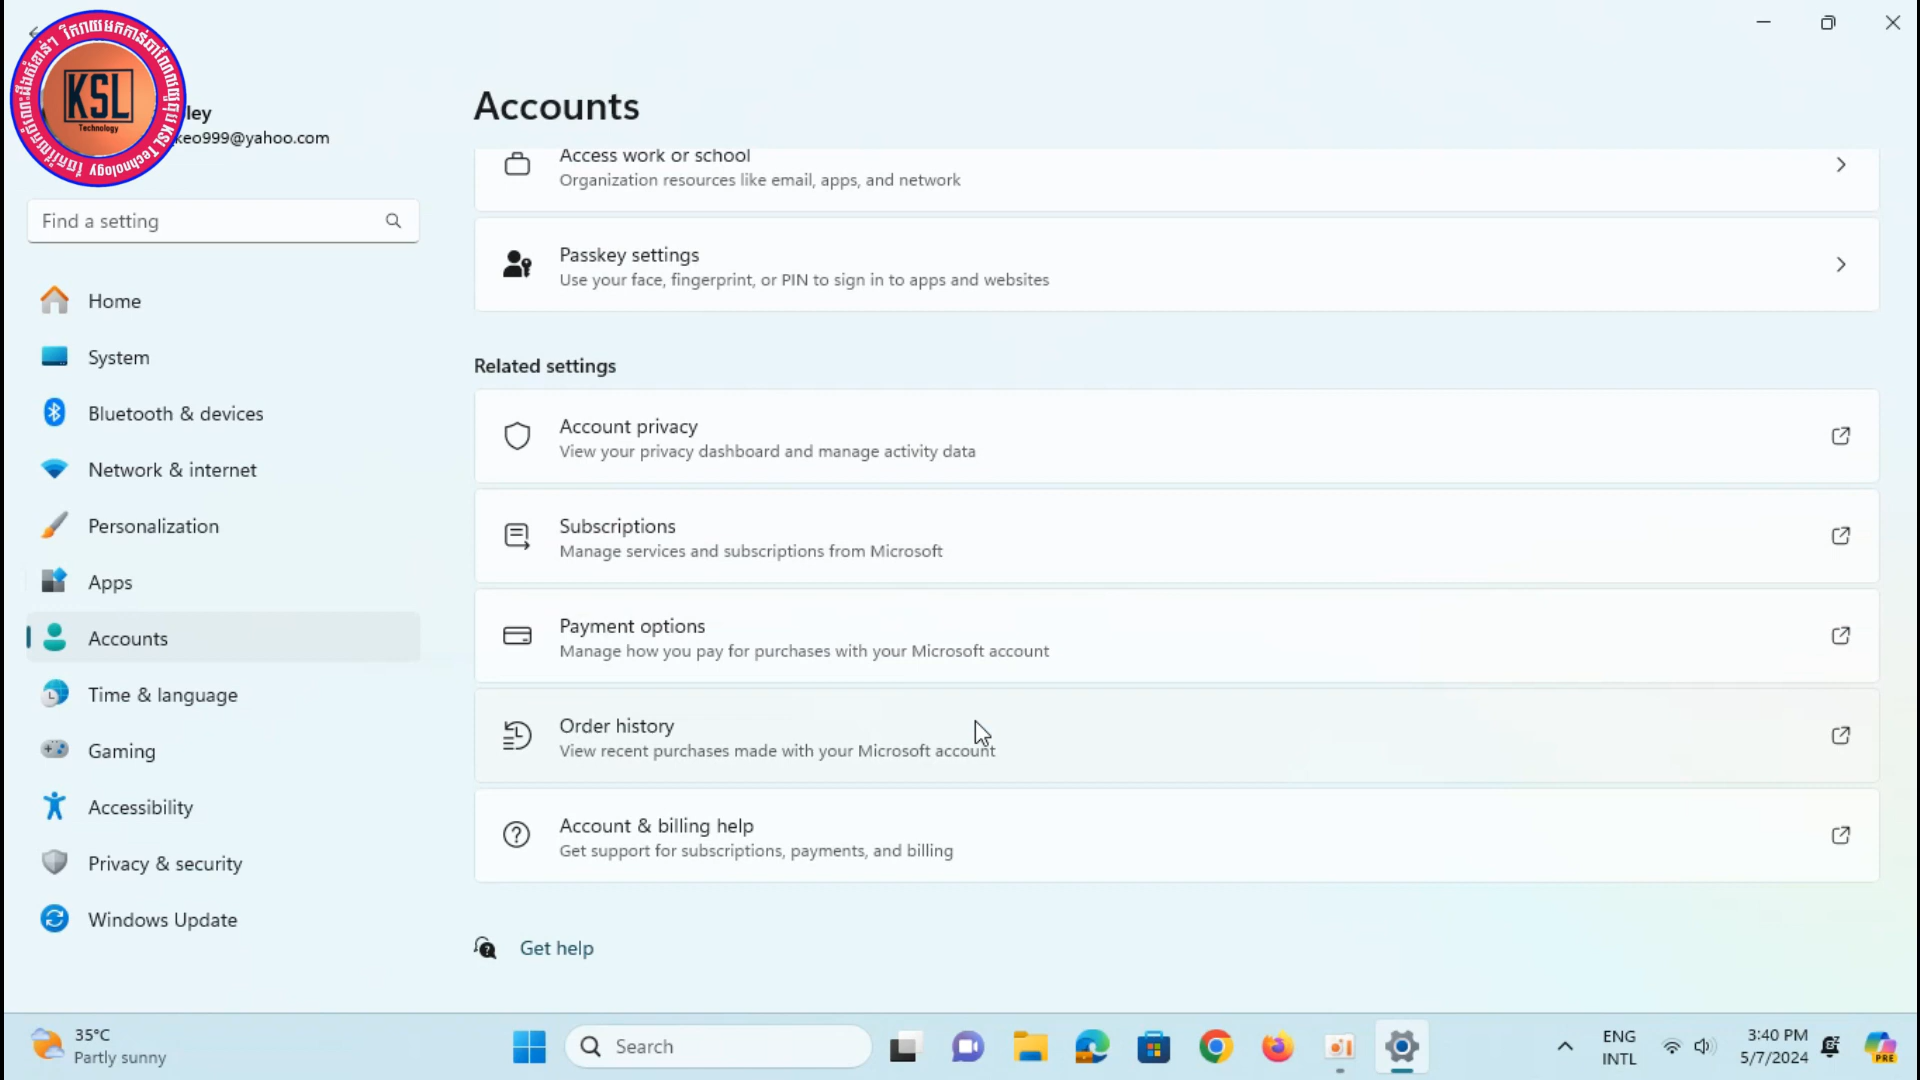 KSL
Technology
KSL Technology
ley
keo999@yahoo.com
Find a setting
Home
System
Bluetooth & devices
Network & internet
Personalization
Apps
Accounts
Time & language
Gaming
Accessibility
Privacy & security
Windows Update
Accounts
Access work or school
Organization resources like email, apps, and network
Passkey settings
Use your face, fingerprint, or PIN to sign in to apps and websites
Related settings
Account privacy
View your privacy dashboard and manage activity data
Subscriptions
Manage services and subscriptions from Microsoft
Payment options
Manage how you pay for purchases with your Microsoft account
Order history
View recent purchases made with your Microsoft account
Account & billing help
Get support for subscriptions, payments, and billing
Get help
35°C
Partly sunny
Search
ENG
INTL
3:40 PM
5/7/2024
PRE